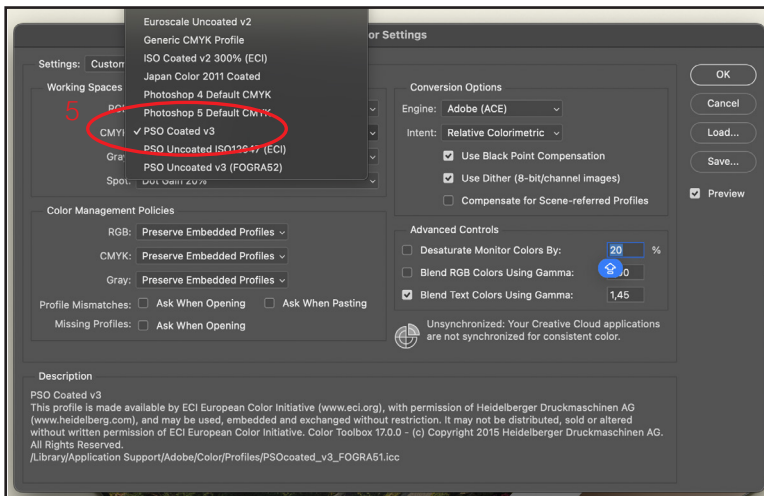 Euroscale Uncoated v2
Generic CMYK Profile
ISO Coated v2 300% (ECI)
Japan Color 2011 Coated
Photoshop 4 Default CMYK
Photoshop 5 Default CMYK
✓ PSO Coated v3
PSO Uncoated ISO12647 (ECI)
PSO Uncoated v3 (FOGRA52)
or Settings
Settings: Custom
Working Spaces
5
RGB
CMYK
Gray
Spot: Dot Gain 20%
Color Management Policies
RGB: Preserve Embedded Profiles
CMYK: Preserve Embedded Profiles
Gray: Preserve Embedded Profiles
Profile Mismatches: Ask When Opening Ask When Pasting
Missing Profiles: Ask When Opening
Conversion Options
Engine: Adobe (ACE)
Intent: Relative Colorimetric
Use Black Point Compensation
Use Dither (8-bit/channel images)
Compensate for Scene-referred Profiles
Advanced Controls
Desaturate Monitor Colors By: 20 %
Blend RGB Colors Using Gamma:
Blend Text Colors Using Gamma: 1,45
Unsynchronized: Your Creative Cloud applications
are not synchronized for consistent color.
OK
Cancel
Load...
Save...
Preview
Description
PSO Coated v3
This profile is made available by ECI European Color Initiative (www.eci.org), with permission of Heidelberger Druckmaschinen AG
(www.heidelberg.com), and may be used, embedded and exchanged without restriction. It may not be distributed, sold or altered
without written permission of ECI European Color Initiative. Color Toolbox 17.0.0 - (c) Copyright 2015 Heidelberger Druckmaschinen AG.
All Rights Reserved.
/Library/Application Support/Adobe/Color/Profiles/PSOcoated_v3_FOGRA51.icc